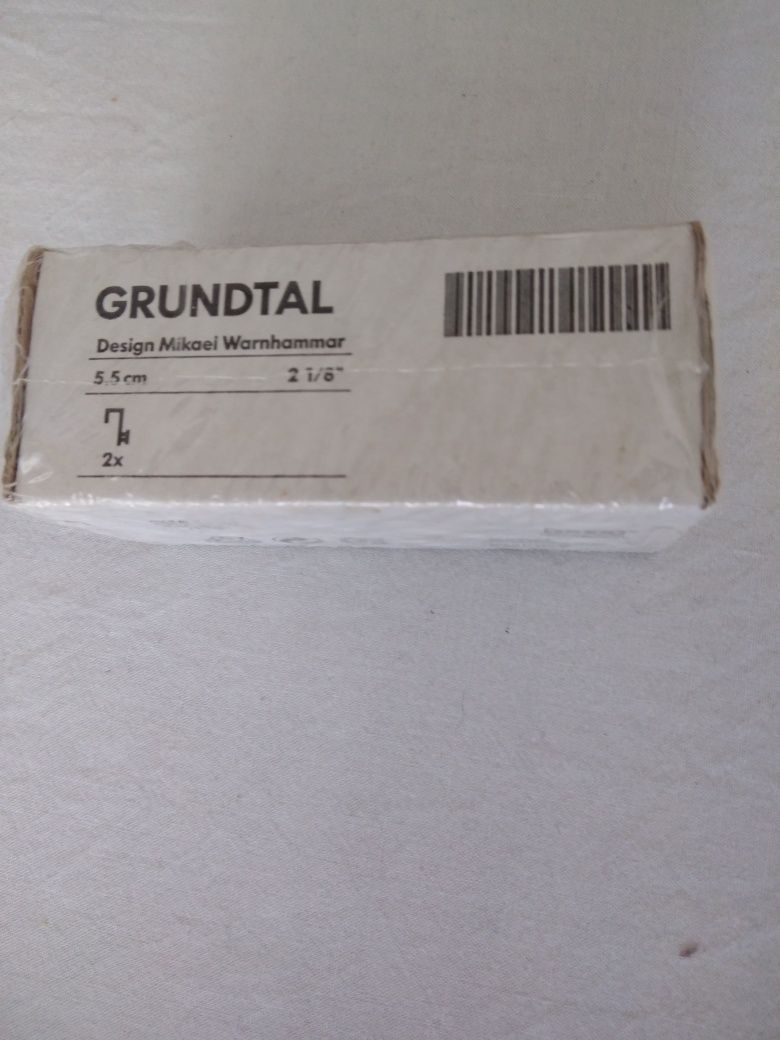 GRUNDTAL
Design Mikael Warnhammar
5.5 cm 2 1/8"
2x